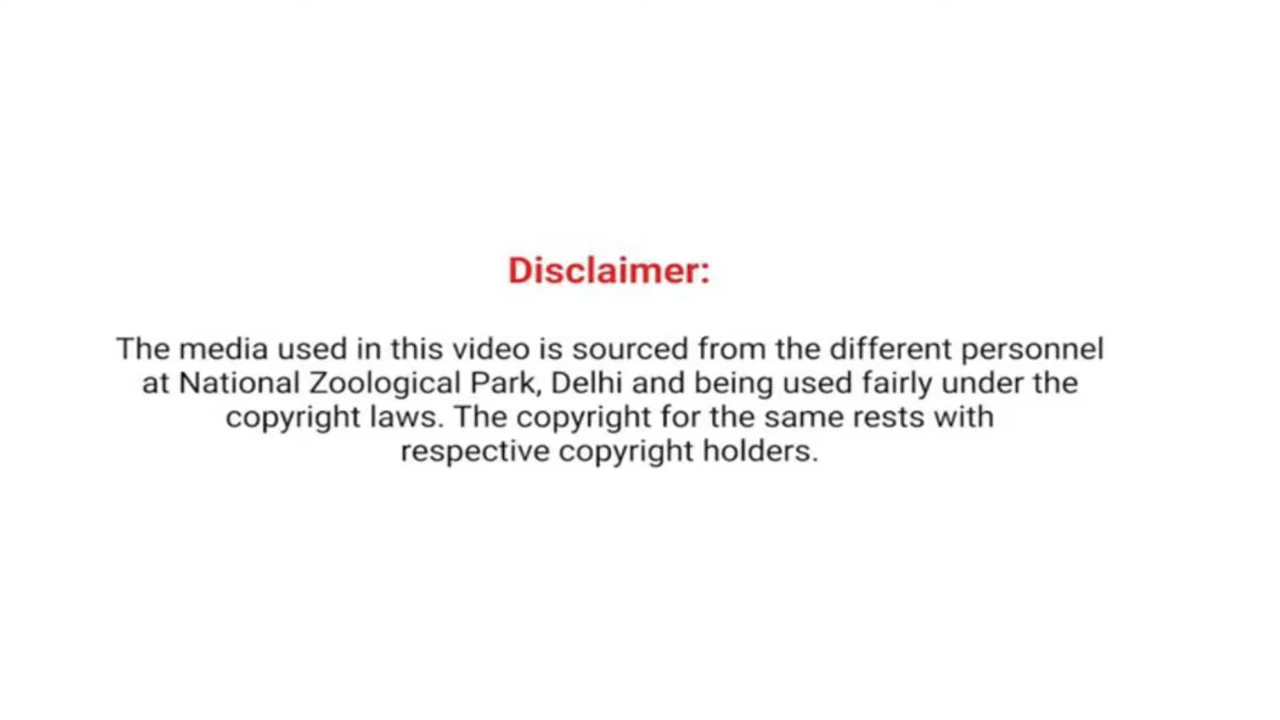 Disclaimer:
The media used in this video is sourced from the different personnel
at National Zoological Park, Delhi and being used fairly under the
copyright laws. The copyright for the same rests with
respective copyright holders.